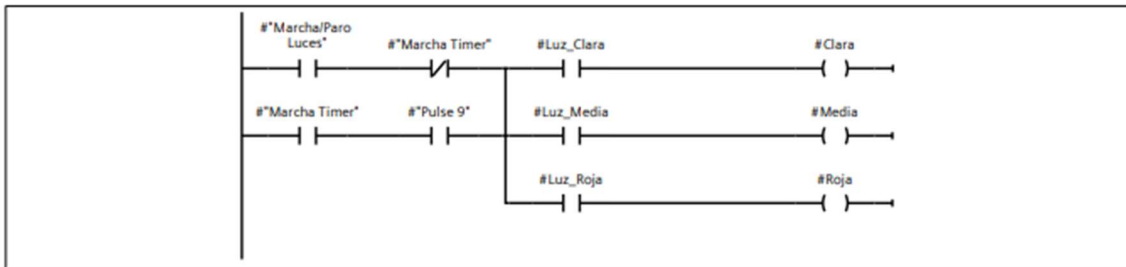 #"Marcha/Paro
Luces"
#"Marcha Timer"
#Luz_Clara
#Clara
#"Marcha Timer"
#"Pulse 9"
#Luz_Media
#Media
#Luz_Roja
#Roja